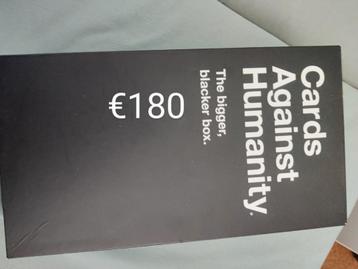 Cards
Against
Humanity.
The bigger,
blacker box.
€180